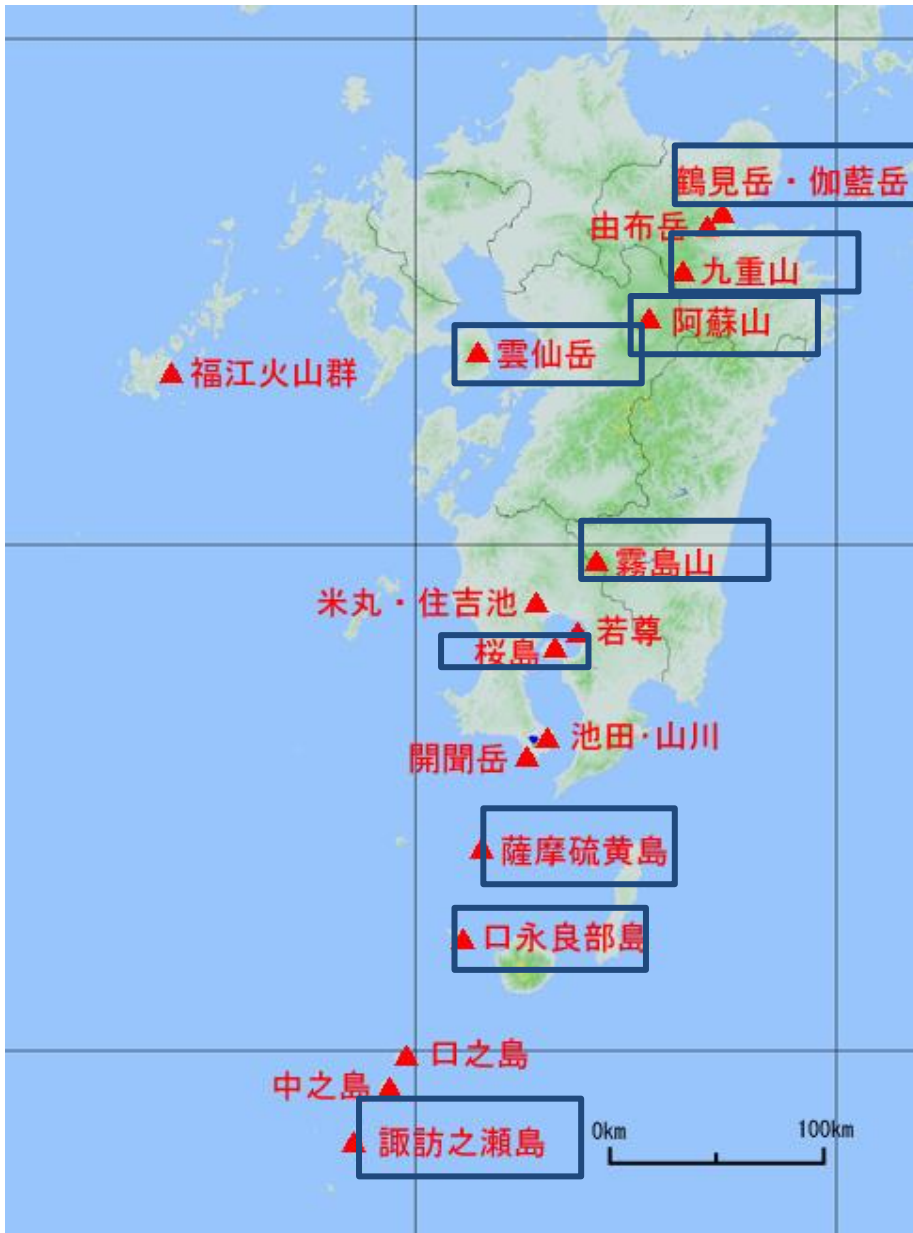 鶴見岳・伽藍岳
由布岳
九重山
阿蘇山
雲仙岳
福江火山群
霧島山
米丸・住吉池
若尊
桜島
池田・山川
開聞岳
薩摩硫黄島
口永良部島
口之島
中之島
諏訪之瀬島
0km 100km